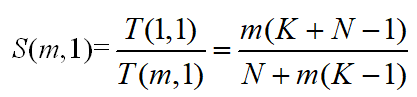 S(m,1)= T(1,1) / T(m,1) = m(K + N −1) / N + m(K −1)